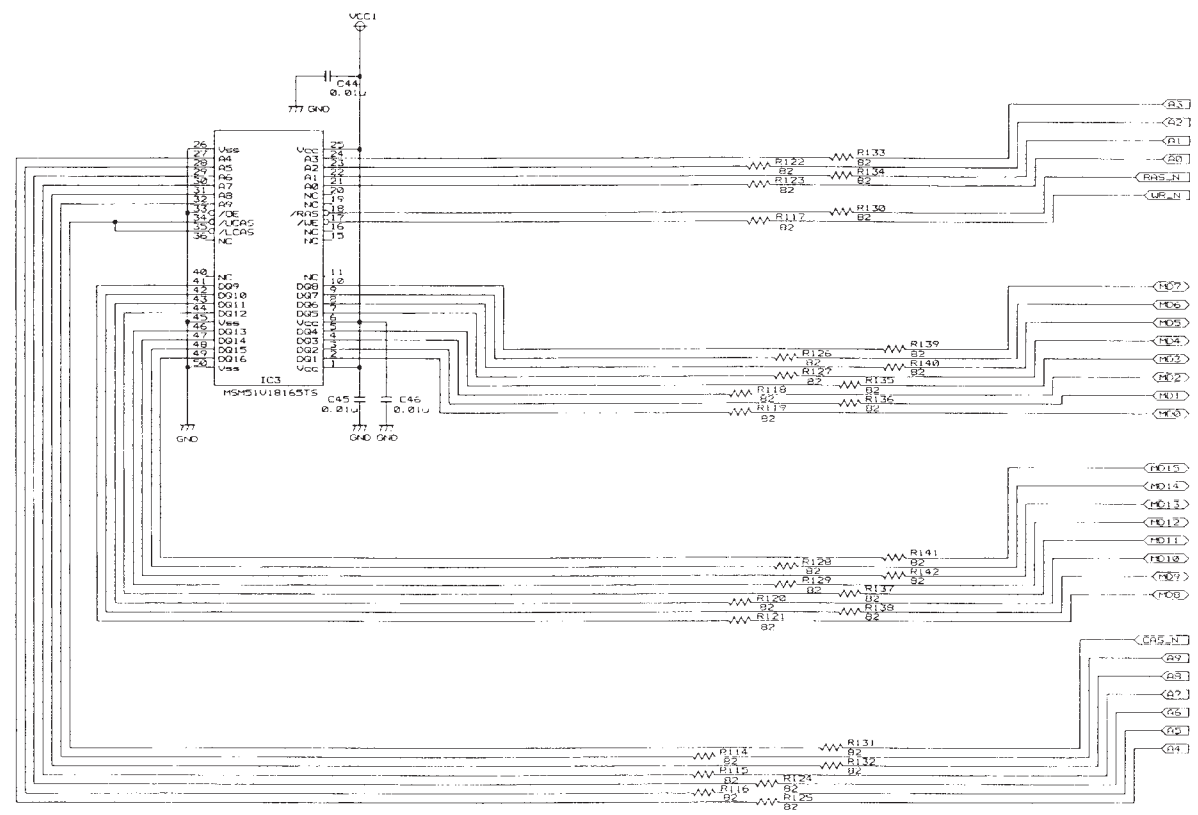 VCC1
C44
0.01u
GND
26 Vss Vcc 25
27 A4 A3 24
28 A5 A2 23
29 A6 A1 22
30 A7 A0 21
31 A8 NC 20
32 A9 NC 19
33 /OE /RAS 18
34 /UCAS /WE 17
35 /LCAS NC 16
36 NC NC 15
40 NC NC 11
41 DQ9 DQ8 10
42 DQ10 DQ7 9
43 DQ11 DQ6 8
44 DQ12 DQ5 7
45 Vss Vcc 6
46 DQ13 DQ4 5
47 DQ14 DQ3 4
48 DQ15 DQ2 3
49 DQ16 DQ1 2
50 Vss Vcc 1
IC3
MSM51V18165TS
C45
0.01u
C46
0.01u
GND
GND GND
R133
82
R122
82
R134
82
R123
82
R130
82
R117
82
A3
A2
A1
A0
RAS_N
WR_N
R139
82
R126
82
R140
82
R127
82
R135
82
R118
82
R136
82
R119
82
MD7
MD6
MD5
MD4
MD3
MD2
MD1
MD0
R141
82
R128
82
R142
82
R129
82
R137
82
R120
82
R138
82
R121
82
MD15
MD14
MD13
MD12
MD11
MD10
MD9
MD8
R131
82
R114
82
R132
82
R115
82
R124
82
R116
82
R125
82
CAS_N
A9
A8
A7
A6
A5
A4